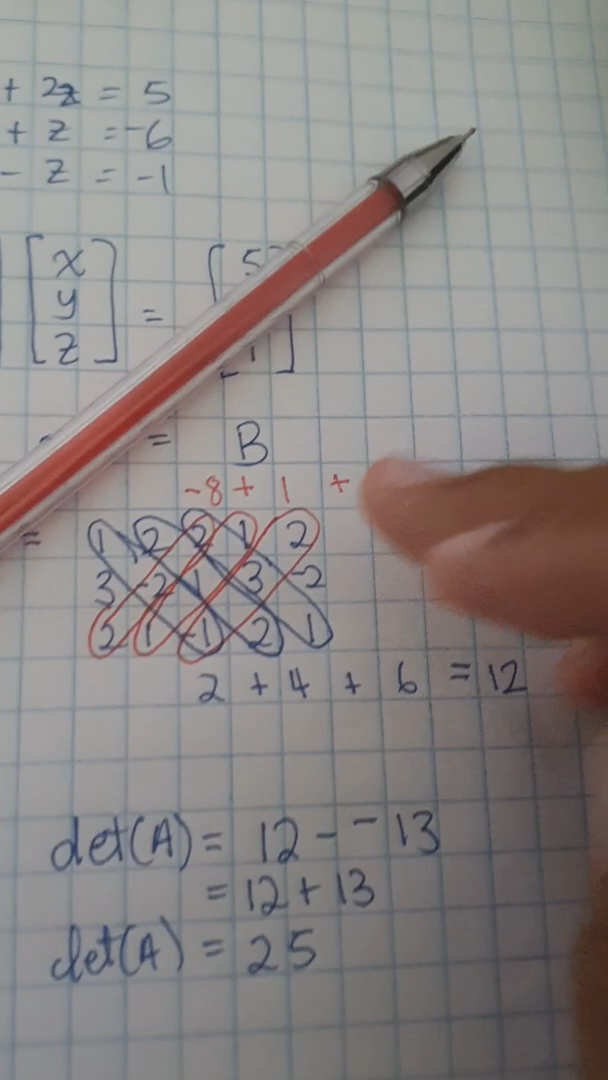 + 2z = 5
+ z = -6
- z = -1
[x y z] = [5 1]
= B
-8 + 1 +
= 1 2 2 1 2
3 -2 1 3 -2
2 1 -1 2 1
2 + 4 + 6 = 12
det(A) = 12 - -13
= 12 + 13
det(A) = 25